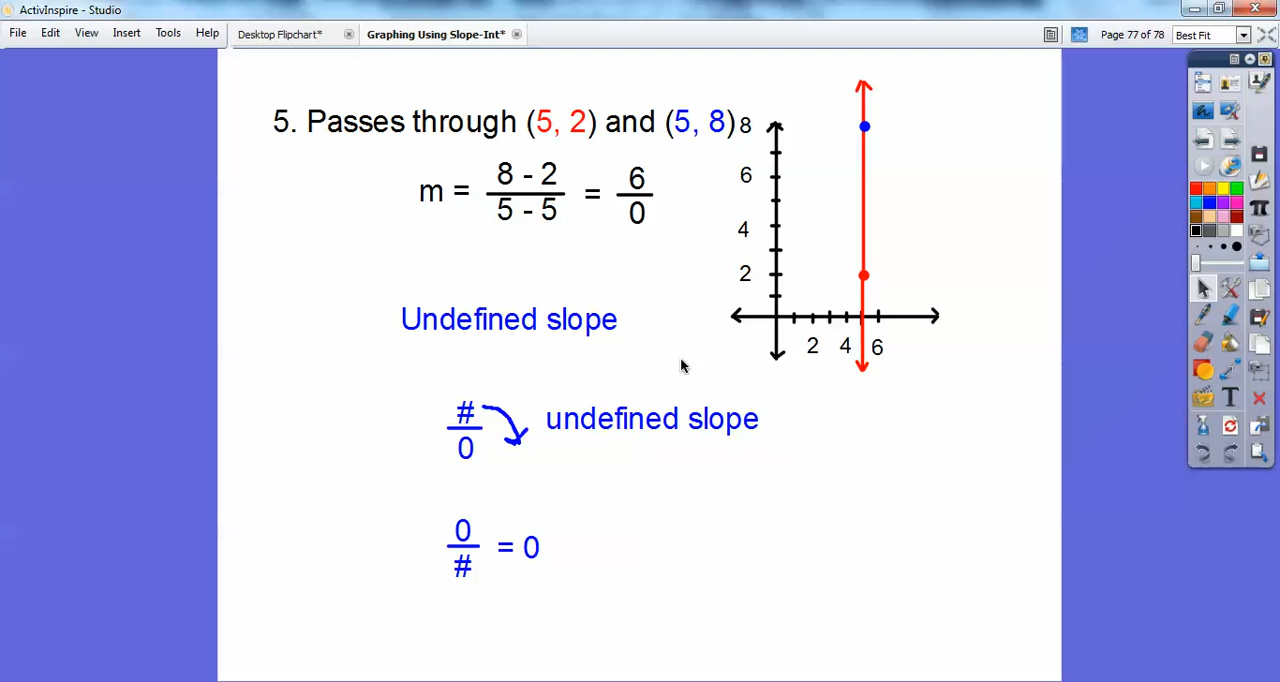 ActivInspire - Studio
File Edit View Insert Tools Help Desktop Flipchart* Graphing Using Slope-Int* Page 77 of 78 Best Fit
5. Passes through (5, 2) and (5, 8)
m = 8 - 2 / 5 - 5 = 6 / 0
8
6
4
2
2 4 6
Undefined slope
# / 0 undefined slope
0 / # = 0